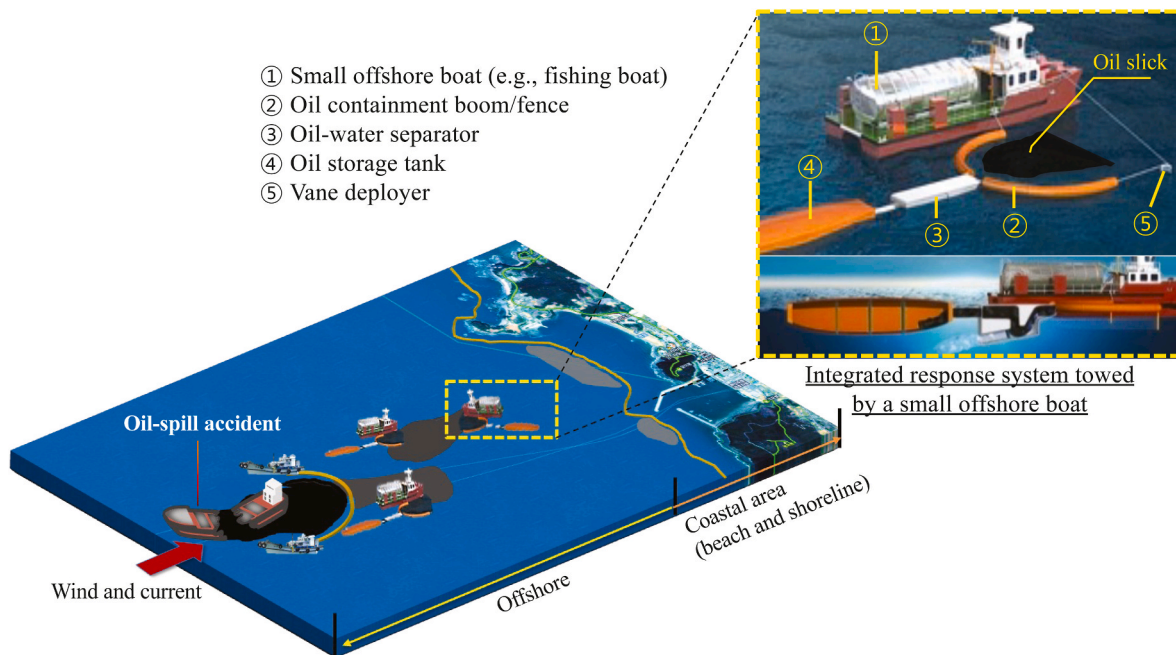 ① Small offshore boat (e.g., fishing boat)
② Oil containment boom/fence
③ Oil-water separator
④ Oil storage tank
⑤ Vane deployer
①
Oil slick
④
③
②
⑤
Integrated response system towed
by a small offshore boat
Oil-spill accident
Wind and current
Offshore
Coastal area
(beach and shoreline)